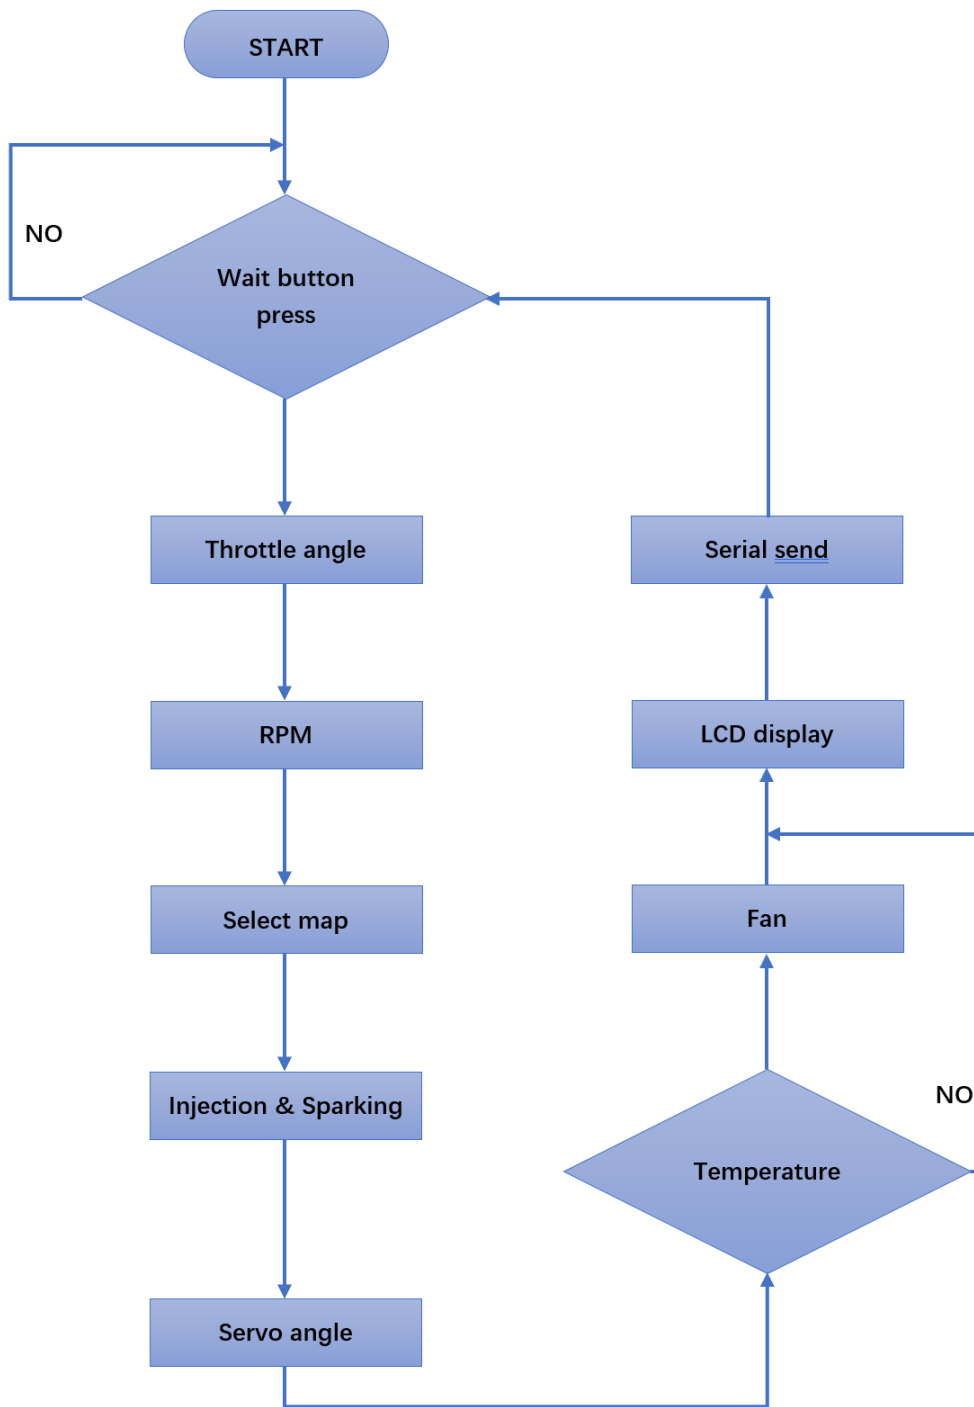 START
NO
Wait button
press
Throttle angle
RPM
Select map
Injection & Sparking
Servo angle
Serial send
LCD display
Fan
NO
Temperature